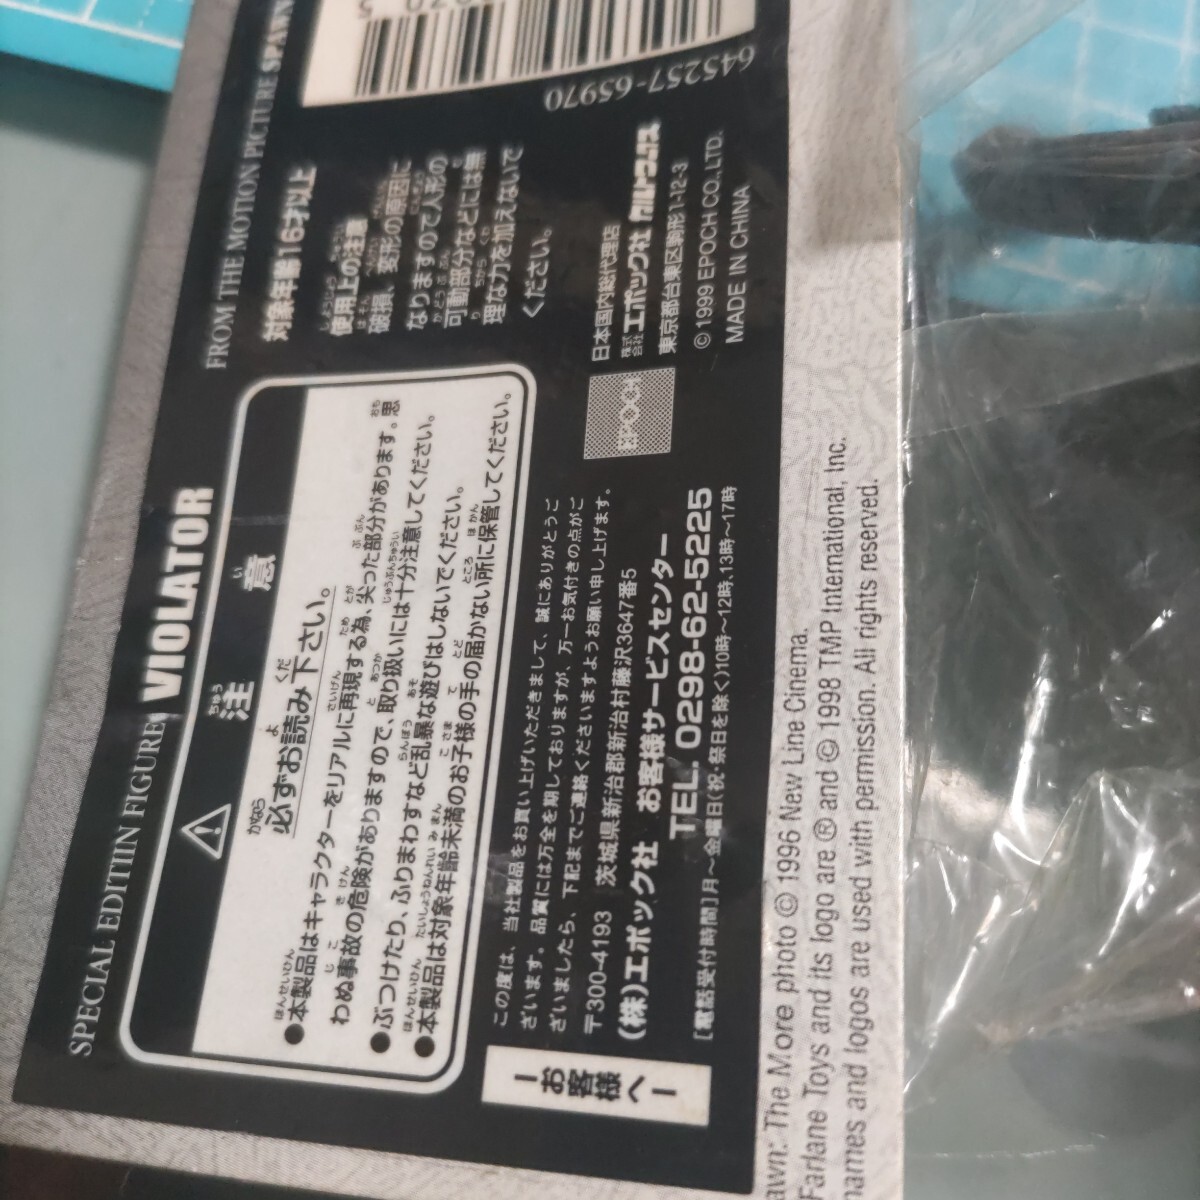 FROM THE MOTION PICTURE SPAWN
SPECIAL EDITIIN FIGURE VIOLATOR
注意
ちゅう い
必ずお読み下さい。
かなら よ くだ
●本製品はキャラクターをリアルに再現する為、尖った部分があります。思
わぬ事故の危険がありますので、取り扱いには十分注意してください。
●ぶつけたり、ふりまわすなど乱暴な遊びはしないでください。
●本製品は対象年齢未満のお子様の手の届かない所に保管してください。
対象年齢16才以上
使用上の注意
破損、変形の原因に
なりますので人形の
可動部分などには無
理な力を加えないで
ください。
645257-65970
日本国内総代理店
株式会社 エポック社
東京都台東区駒形1-12-3
©1999 EPOCH CO., LTD.
MADE IN CHINA
EPOCH
ーお客様へー
この度は、当社製品をお買い上げいただきまして、誠にありがとうご
ざいます。品質には万全を期しておりますが、万一お気付きの点がご
ざいましたら、下記までご連絡くださいますようお願い申し上げます。
〒300-4193 茨城県新治郡新治村藤沢3647番5
(株)エポック社 お客様サービスセンター
TEL. 0298-62-5225
[電話受付時間]月〜金曜日(祝・祭日を除く)10時〜12時、13時〜17時
awn: The More photo © 1996 New Line Cinema.
Farlane Toys and its logo are ® and © 1998 TMP International, Inc.
names and logos are used with permission. All rights reserved.